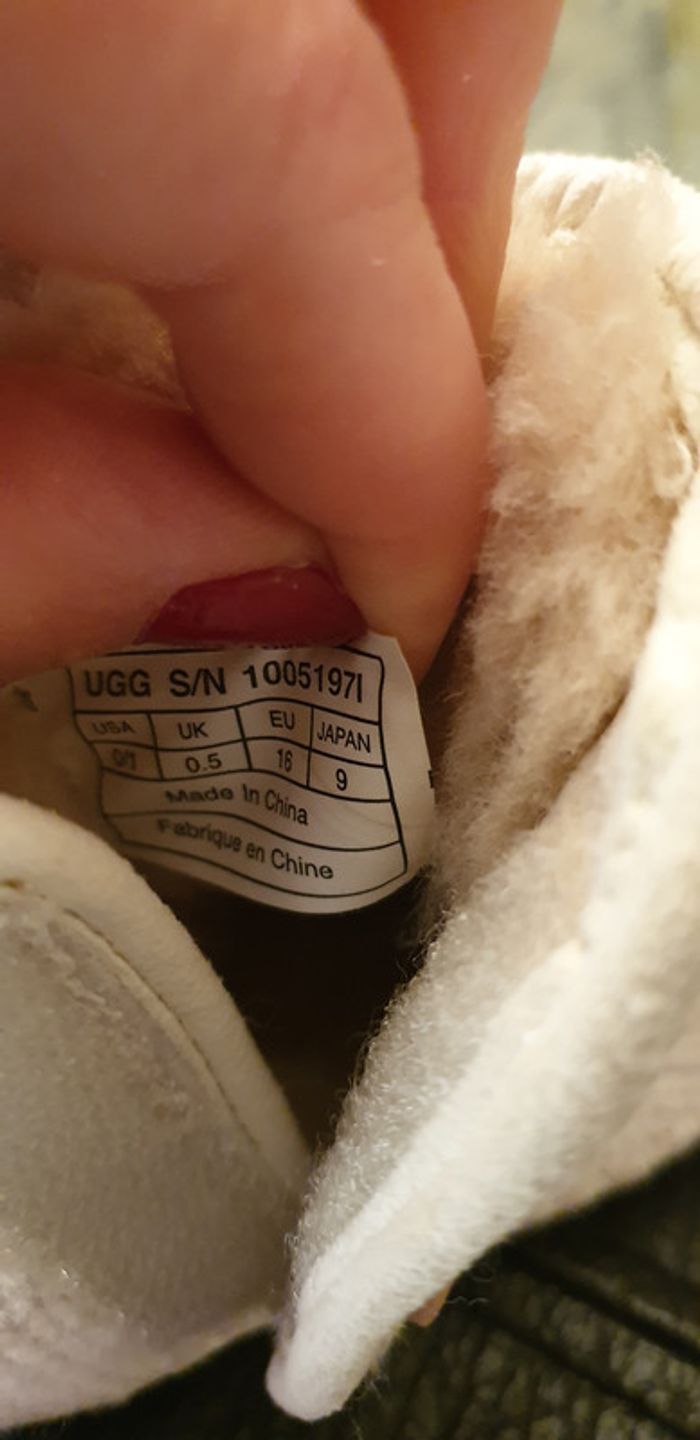 UGG S/N 1005197I
USA UK EU JAPAN
0/1 0.5 16 9
Made In China
Fabrique en Chine